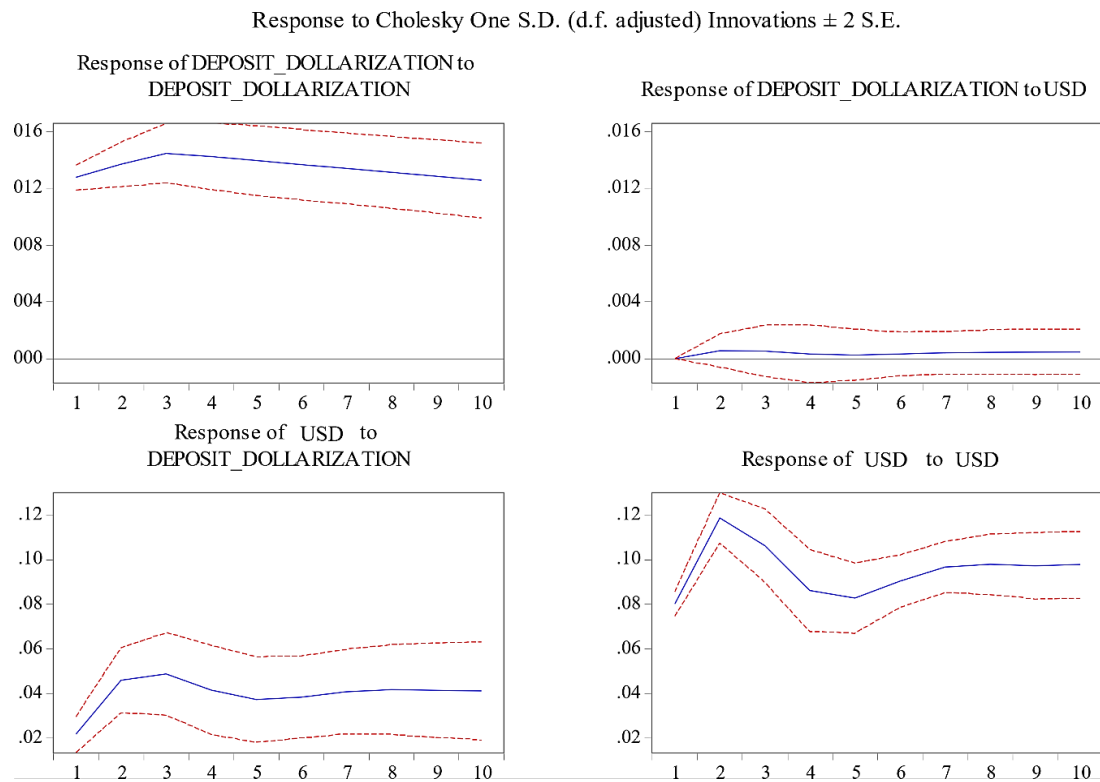 Response to Cholesky One S.D. (d.f. adjusted) Innovations ± 2 S.E.
Response of DEPOSIT_DOLLARIZATION to
DEPOSIT_DOLLARIZATION
016
012
008
004
000
1 2 3 4 5 6 7 8 9 10
Response of DEPOSIT_DOLLARIZATION to USD
.016
.012
.008
.004
.000
1 2 3 4 5 6 7 8 9 10
Response of USD to
DEPOSIT_DOLLARIZATION
.12
.10
.08
.06
.04
.02
1 2 3 4 5 6 7 8 9 10
Response of USD to USD
.12
.10
.08
.06
.04
.02
1 2 3 4 5 6 7 8 9 10